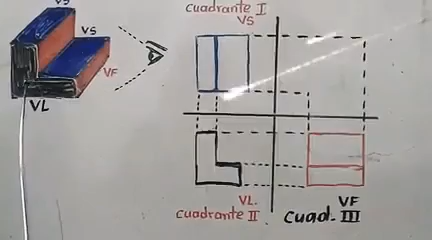 Cuadrante I
VS
VS
VS
VF
VL
VL.
Cuadrante II
VF
Cuad. III